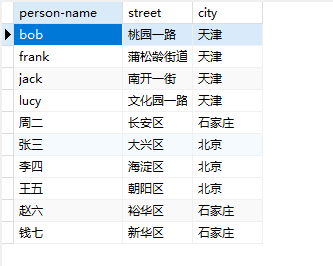 person-name street city
bob 桃园一路 天津
frank 蒲松龄街道 天津
jack 南开一街 天津
lucy 文化园一路 天津
周二 长安区 石家庄
张三 大兴区 北京
李四 海淀区 北京
王五 朝阳区 北京
赵六 裕华区 石家庄
钱七 新华区 石家庄